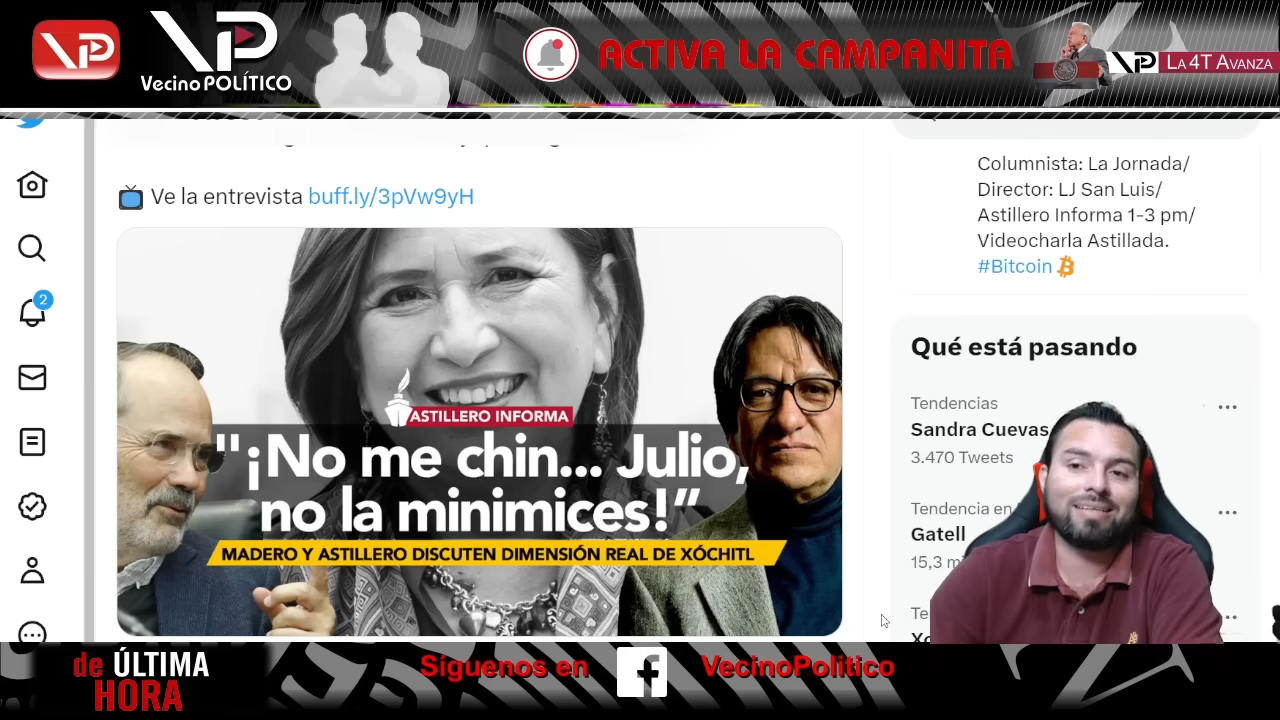 VP
VP
Vecino POLÍTICO
ACTIVA LA CAMPANITA
VP
LA 4T AVANZA
2
Ve la entrevista buff.ly/3pVw9yH
ASTILLERO INFORMA
"¡No me chin... Julio,
no la minimices!”
MADERO Y ASTILLERO DISCUTEN DIMENSIÓN REAL DE XÓCHITL
Columnista: La Jornada/
Director: LJ San Luis/
Astillero Informa 1-3 pm/
Videocharla Astillada.
#Bitcoin
Qué está pasando
Tendencias
Sandra Cuevas
3.470 Tweets
Tendencia en
Gatell
15,3 m
Te
de ÚLTIMA
HORA
Síguenos en
VecinoPolitico